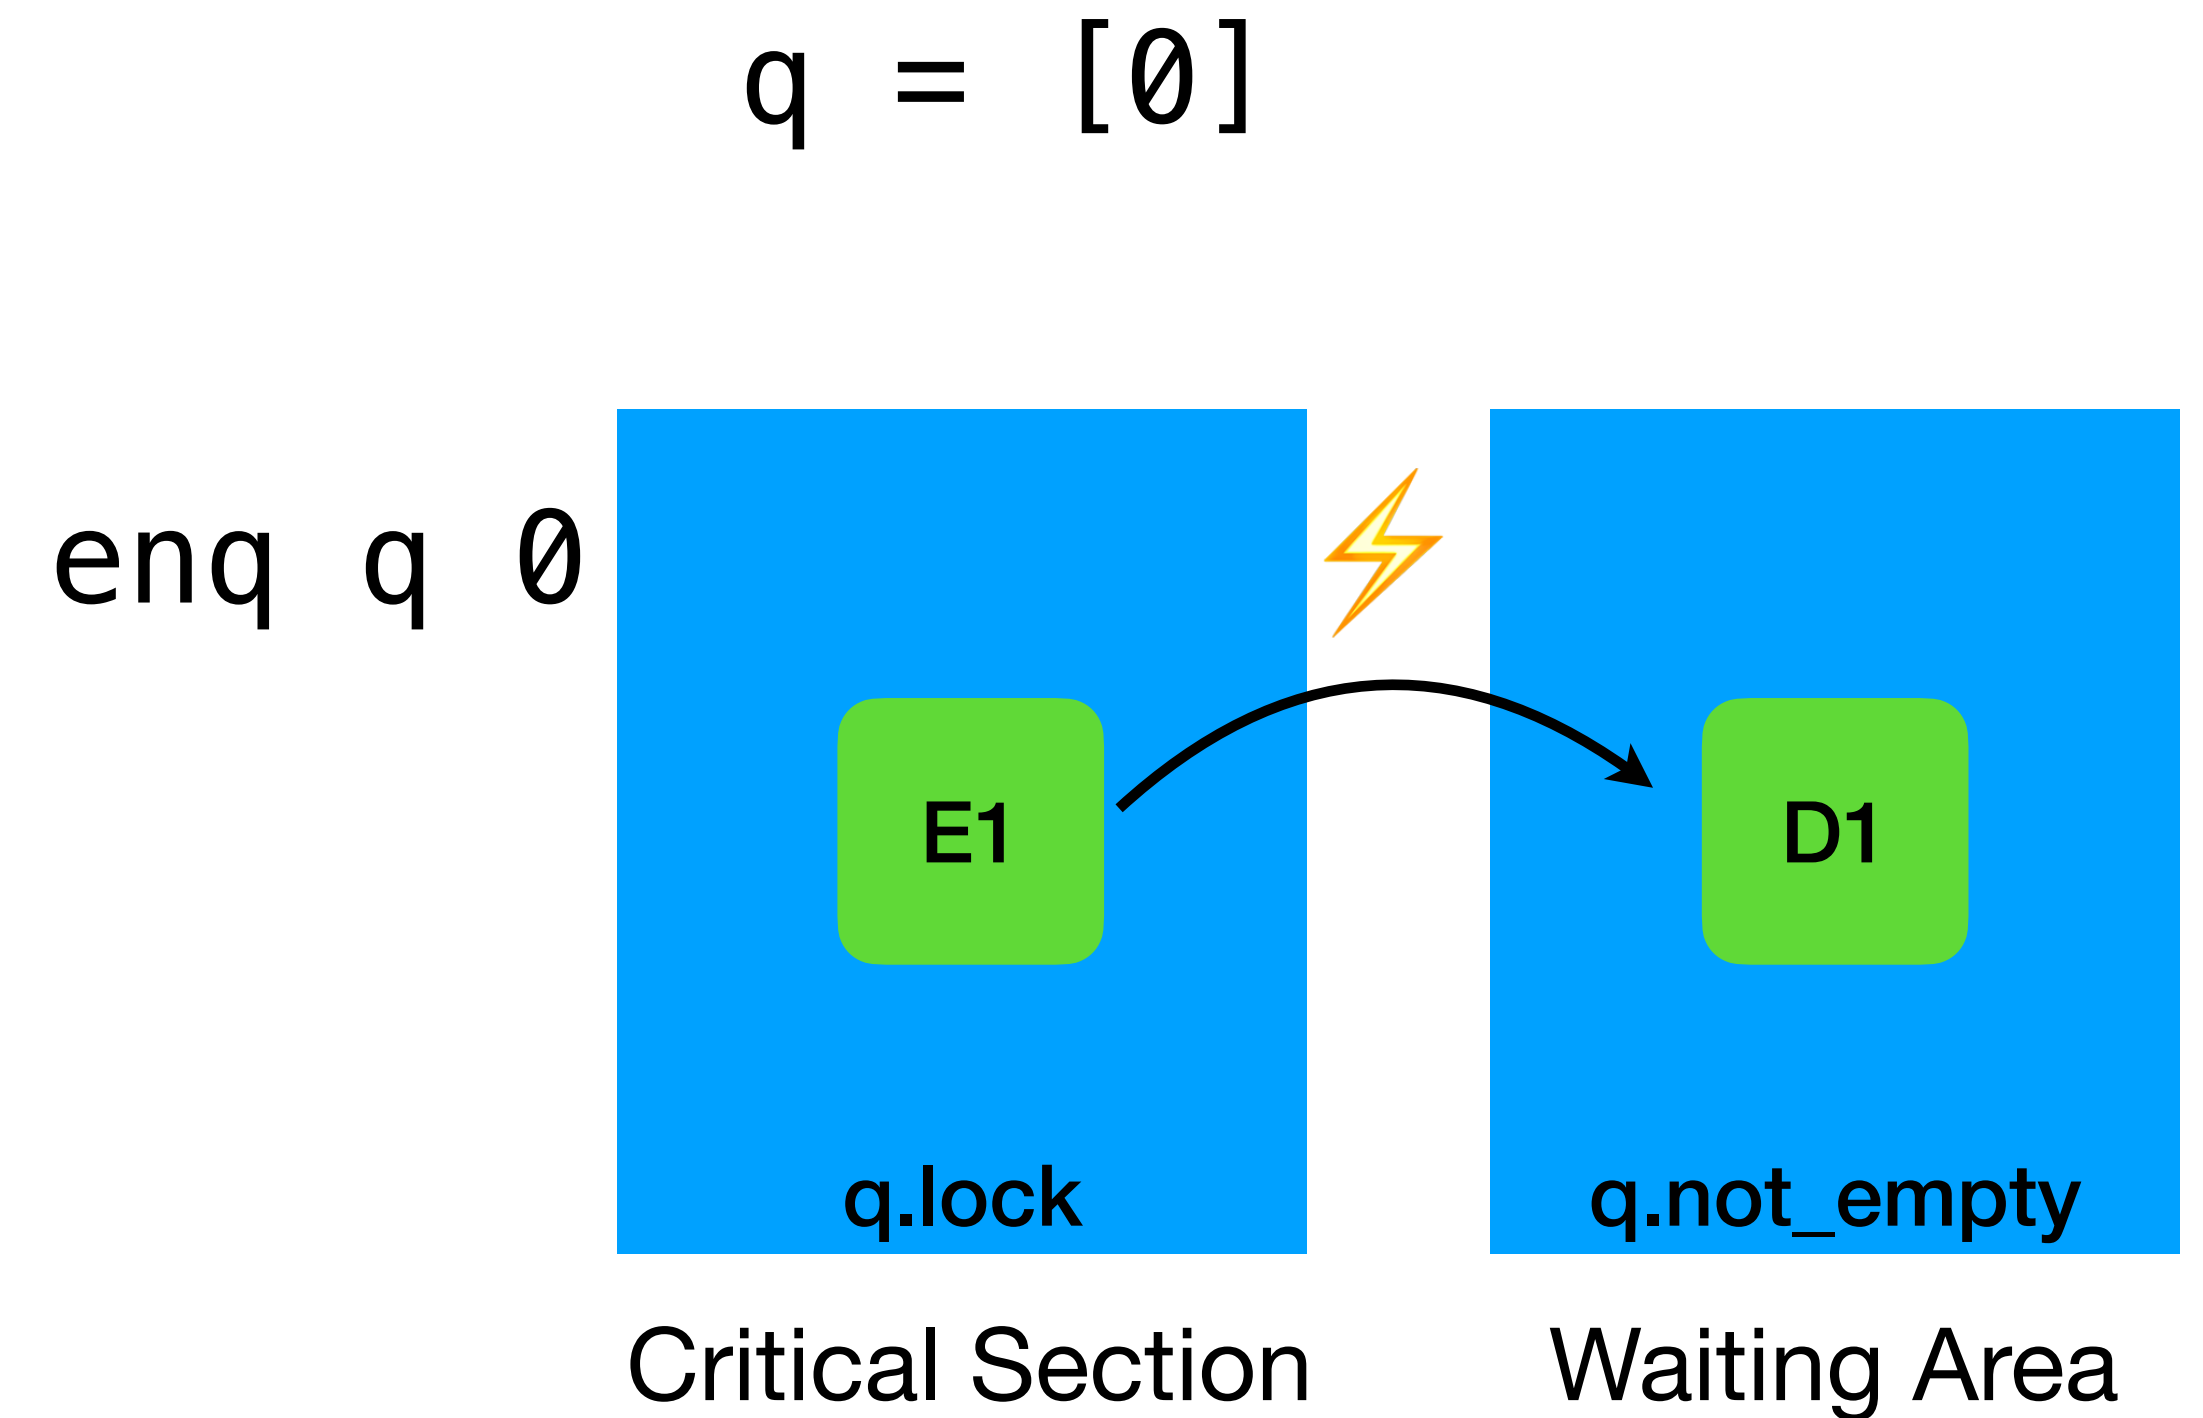 q = [0]
enq q 0
E1
D1
q.lock
q.not_empty
Critical Section
Waiting Area